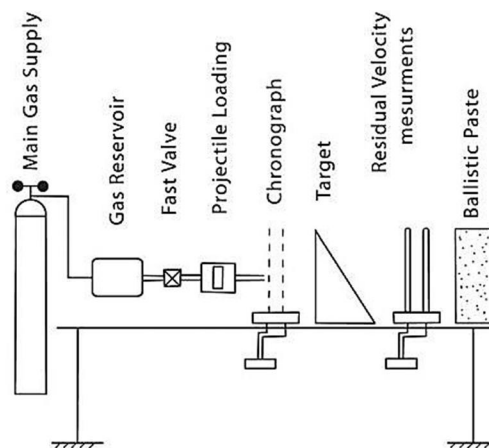 Main Gas Supply
Gas Reservoir
Fast Valve
Projectile Loading
Chronograph
Target
Residual Velocity
mesurments
Ballistic Paste